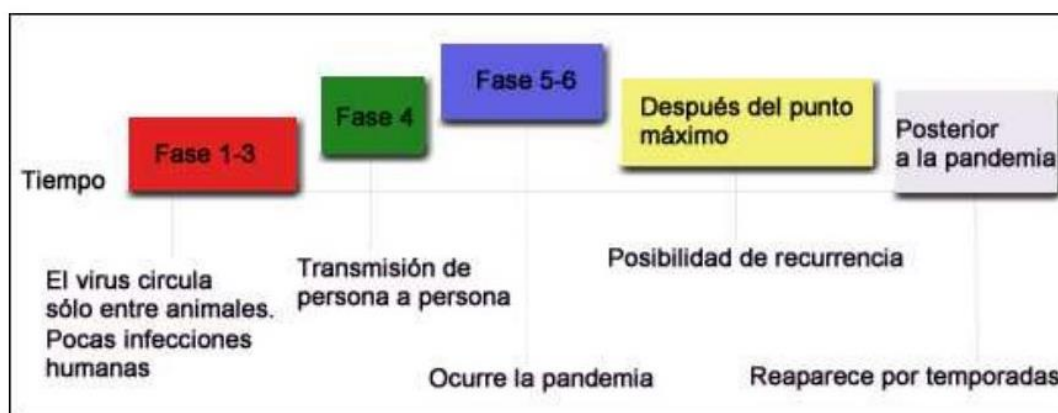 Tiempo
Fase 1-3
Fase 4
Fase 5-6
Después del punto
máximo
Posterior
a la pandemia
El virus circula
sólo entre animales.
Pocas infecciones
humanas
Transmisión de
persona a persona
Ocurre la pandemia
Posibilidad de recurrencia
Reaparece por temporadas